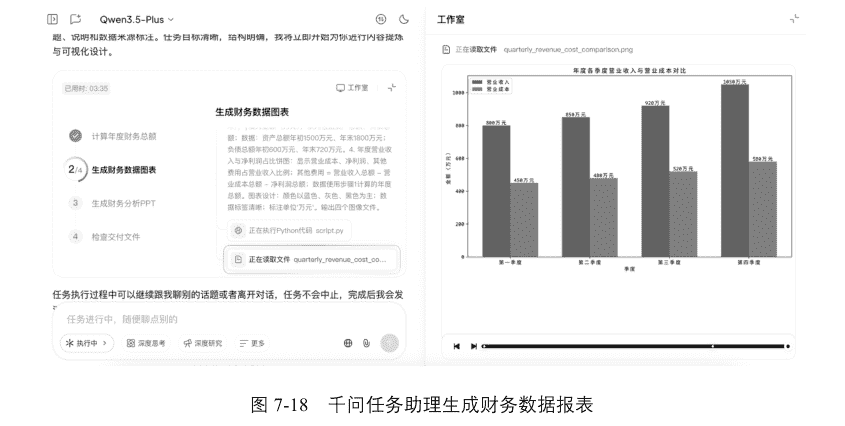 Qwen3.5-Plus
题、说明和数据来源标注。任务目标清晰，结构明确，我将立即开始为你进行内容提炼
与可视化设计。
已用时: 03:35
工作室
计算年度财务总额
2/4 生成财务数据图表
3 生成财务分析PPT
4 检查交付文件
生成财务数据图表
额：数据：资产总额年初1500万元、年末1800万元；
负债总额年初600万元、年末720万元。4. 年度营业收
入与净利润占比饼图：显示营业成本、净利润、其他
费用占营业收入比例；其他费用 = 营业收入总额 − 营
业成本总额 − 净利润总额；数据使用步骤1计算的年度
总额。图表设计：颜色以蓝色、灰色、黑色为主；数
据标签清晰；标注单位'万元'。输出四个图像文件。
正在执行Python代码 script.py
正在读取文件 quarterly_revenue_cost_co...
任务执行过程中可以继续跟我聊别的话题或者离开对话，任务不会中止，完成后我会发
任务进行中，随便聊点别的
执行中
深度思考
深度研究
更多
工作室
正在读取文件 quarterly_revenue_cost_comparison.png
年度各季度营业收入与营业成本对比
营业收入
营业成本
金额（万元）
1000
800
600
400
200
0
800万元
450万元
850万元
480万元
920万元
520万元
1050万元
580万元
第一季度
第二季度
第三季度
第四季度
季度
图 7-18 千问任务助理生成财务数据报表